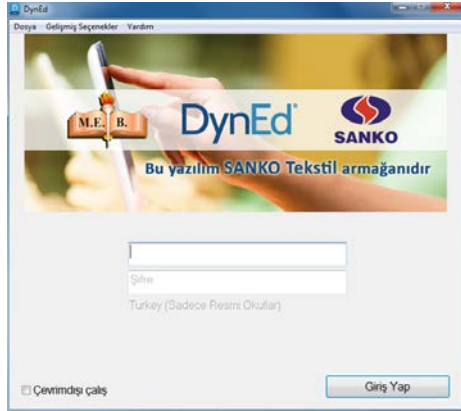 DynEd
Dosya Gelişmiş Seçenekler Yardım
M.E. B.
DynEd
SANKO
Bu yazılım SANKO Tekstil armağanıdır
Şifre
Turkey (Sadece Resmi Okullar)
Çevrimdışı çalış
Giriş Yap